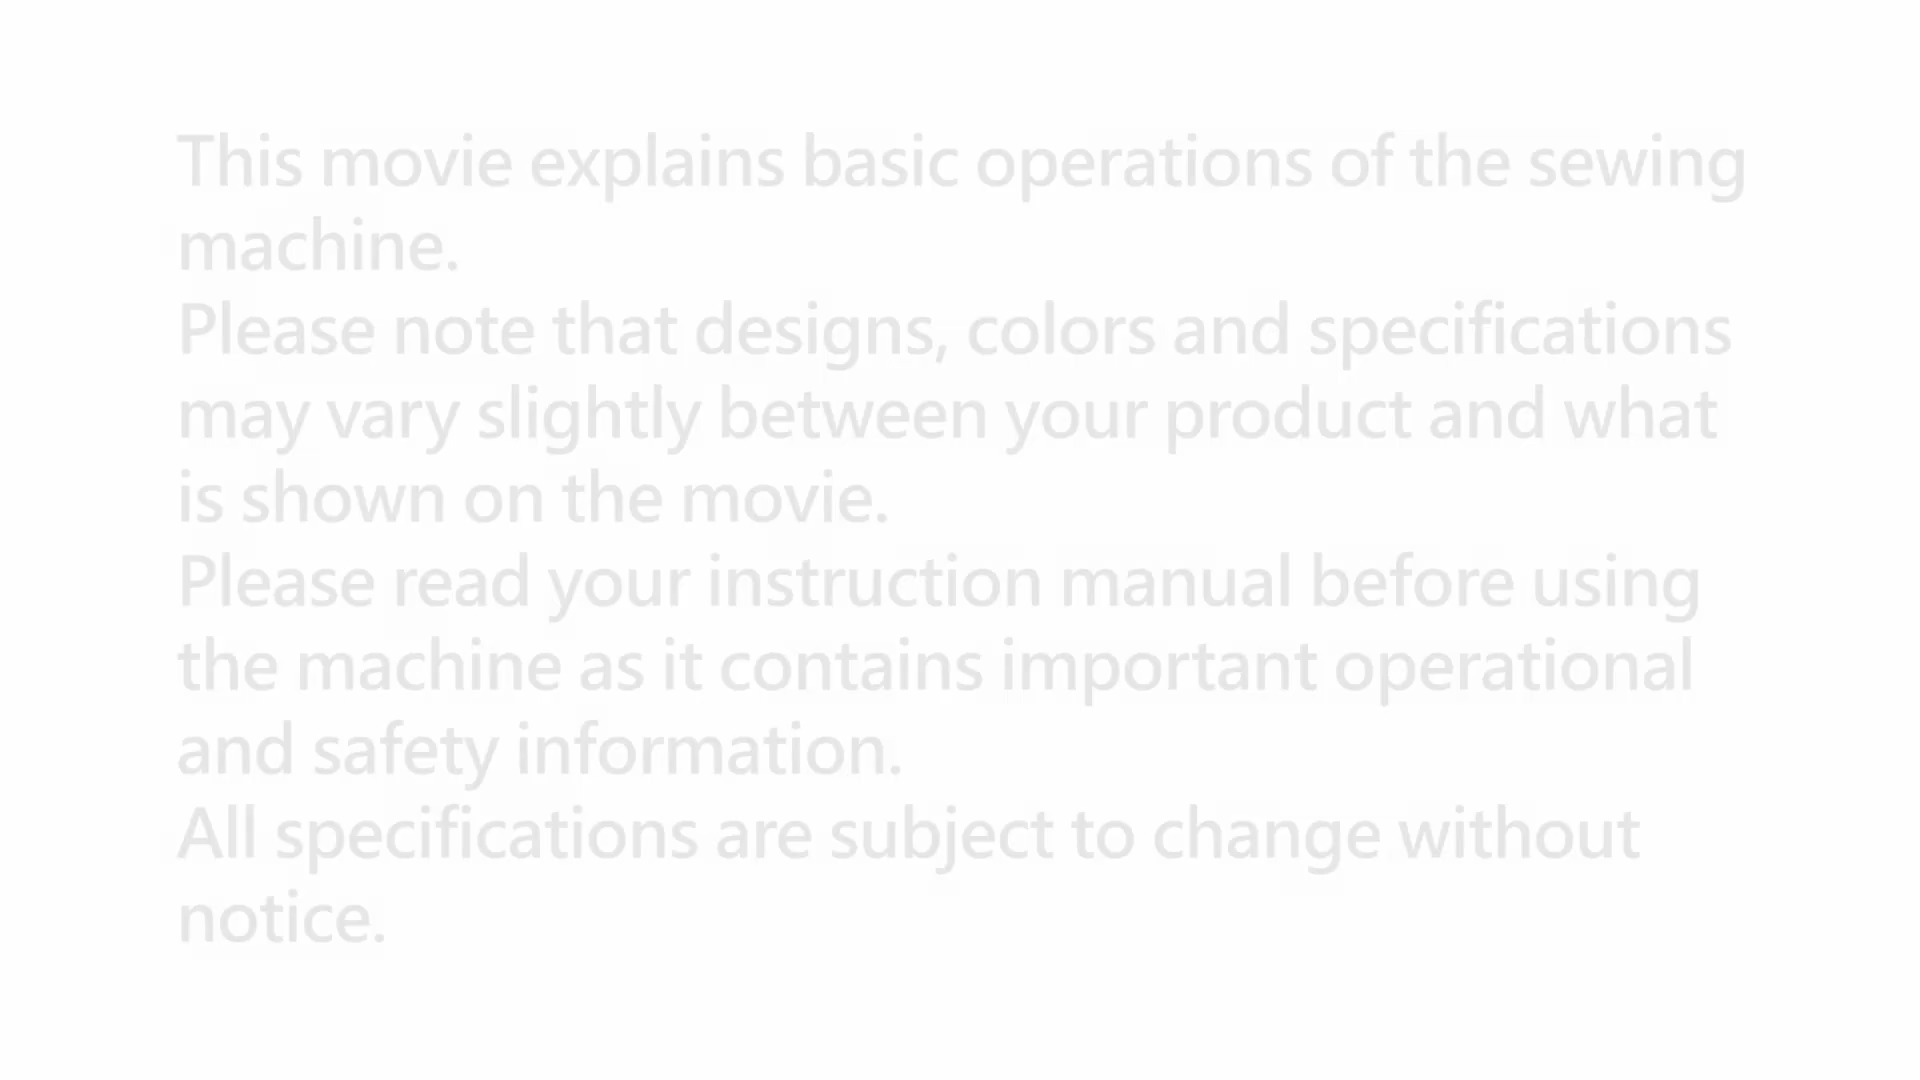 This movie explains basic operations of the sewing
machine.
Please note that designs, colors and specifications
may vary slightly between your product and what
is shown on the movie.
Please read your instruction manual before using
the machine as it contains important operational
and safety information.
All specifications are subject to change without
notice.